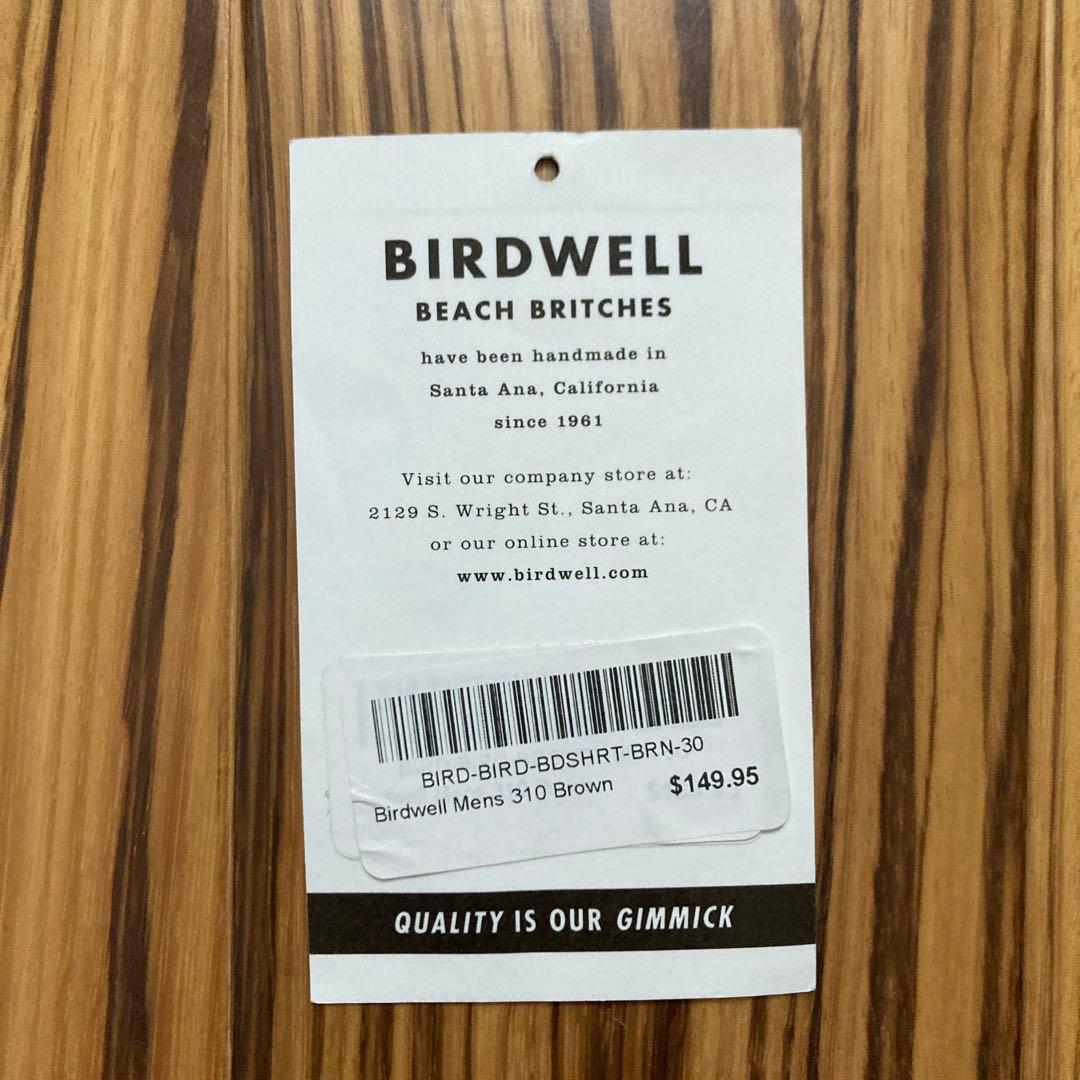 BIRDWELL
BEACH BRITCHES
have been handmade in
Santa Ana, California
since 1961
Visit our company store at:
2129 S. Wright St., Santa Ana, CA
or our online store at:
www.birdwell.com
BIRD-BIRD-BDSHRT-BRN-30
Birdwell Mens 310 Brown $149.95
QUALITY IS OUR GIMMICK